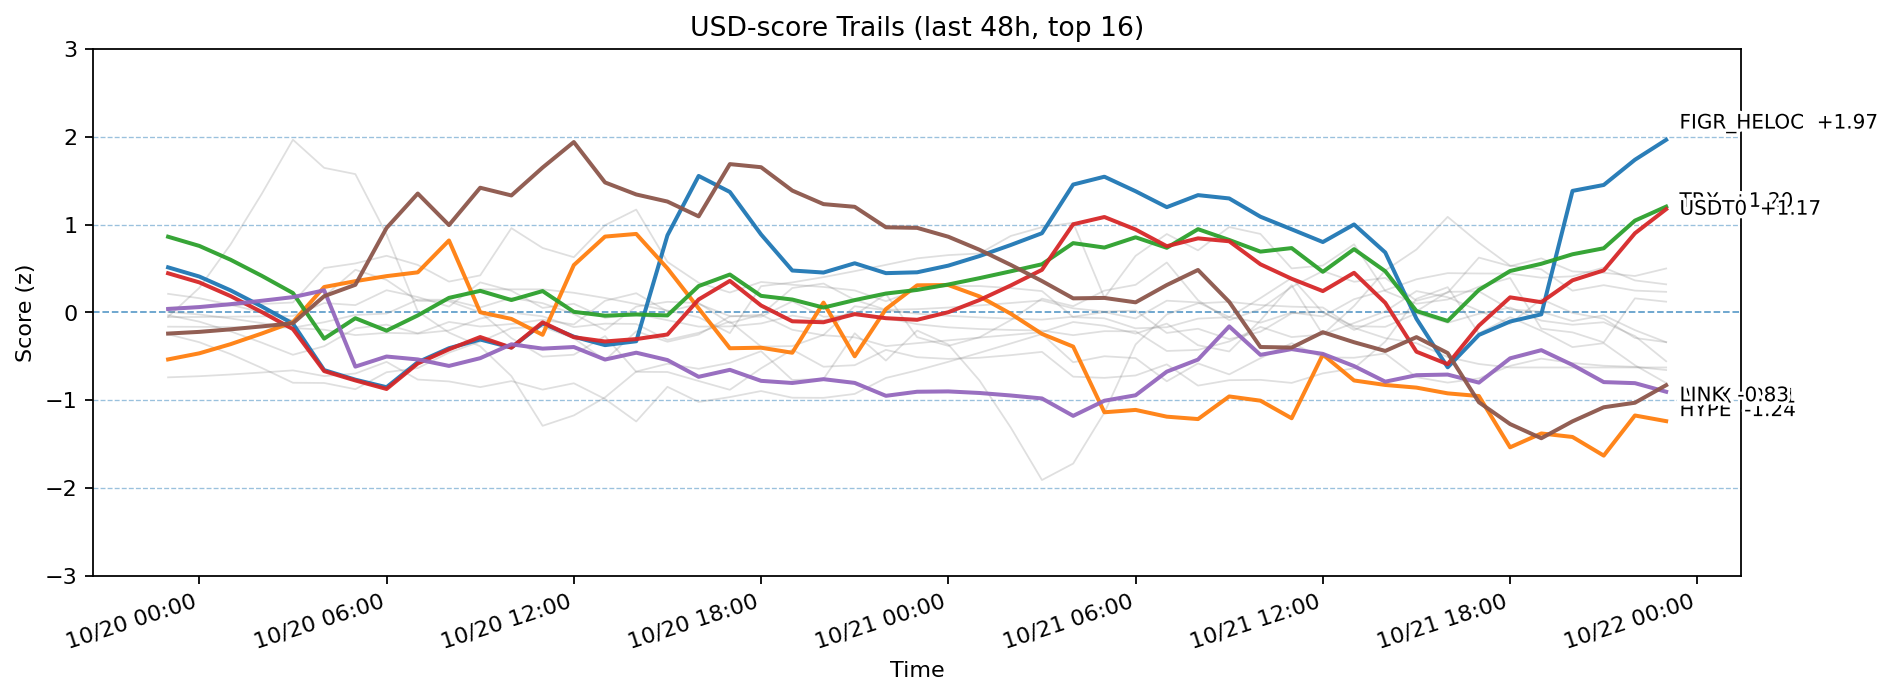 USD-score Trails (last 48h, top 16)
Score (z)
3
2
1
0
−1
−2
−3
FIGR_HELOC +1.97
USDT0 +1.17
LINK -0.83
HYPE -1.24
10/20 00:00
10/20 06:00
10/20 12:00
10/20 18:00
10/21 00:00
10/21 06:00
10/21 12:00
10/21 18:00
10/22 00:00
Time